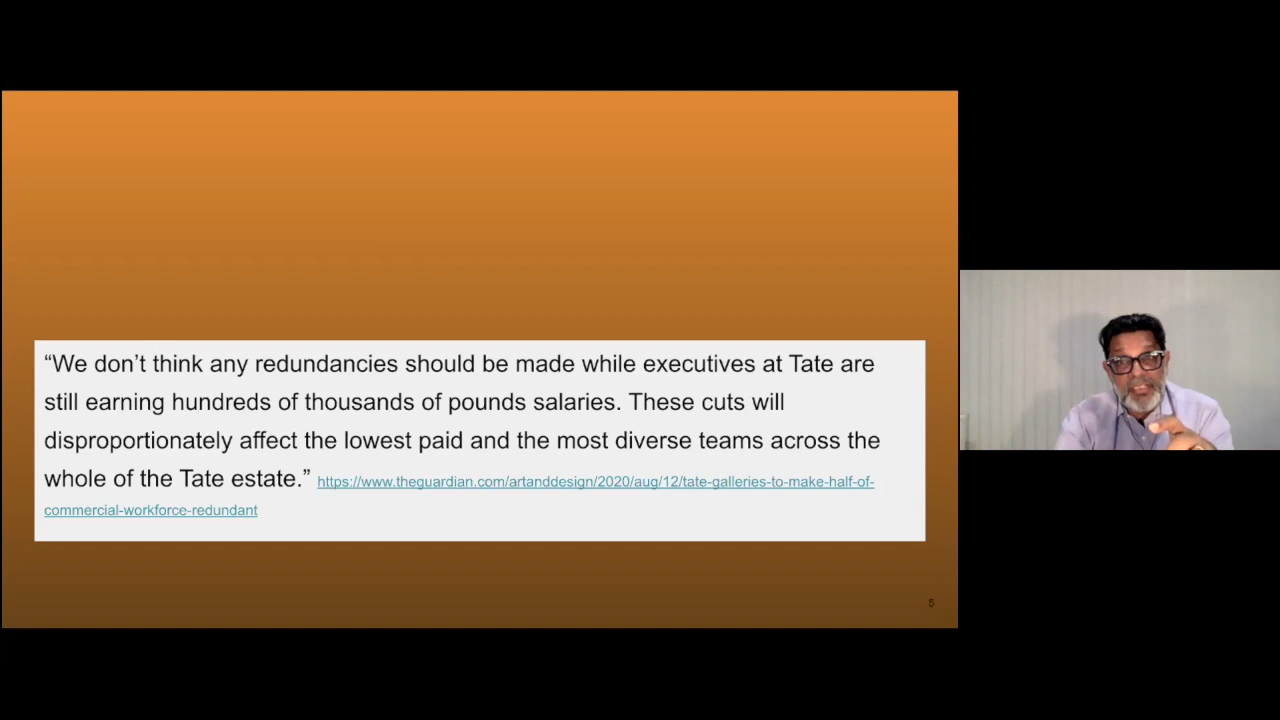 “We don’t think any redundancies should be made while executives at Tate are
still earning hundreds of thousands of pounds salaries. These cuts will
disproportionately affect the lowest paid and the most diverse teams across the
whole of the Tate estate.” https://www.theguardian.com/artanddesign/2020/aug/12/tate-galleries-to-make-half-of-
commercial-workforce-redundant
5